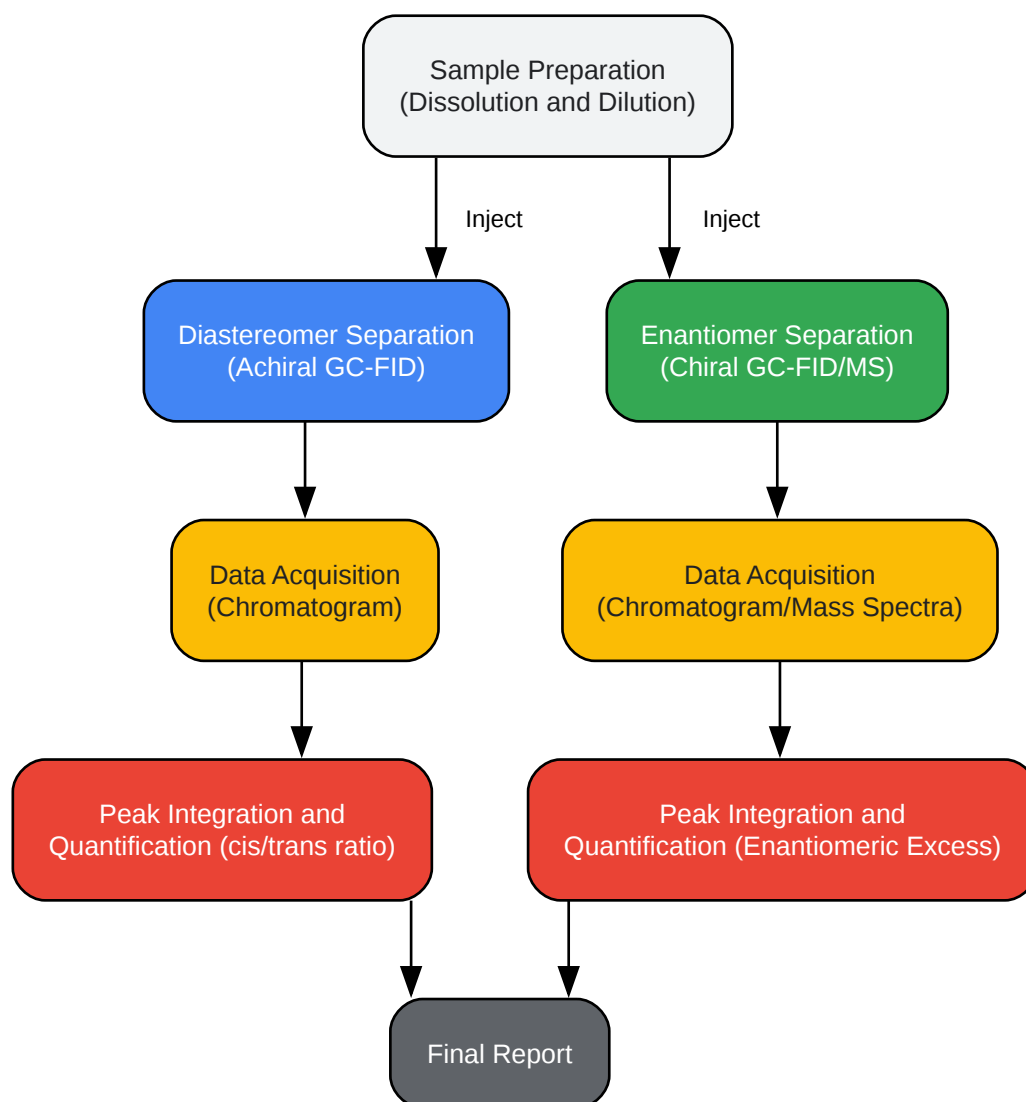 Sample Preparation
(Dissolution and Dilution)
Inject
Inject
Diastereomer Separation
(Achiral GC-FID)
Enantiomer Separation
(Chiral GC-FID/MS)
Data Acquisition
(Chromatogram)
Data Acquisition
(Chromatogram/Mass Spectra)
Peak Integration and
Quantification (cis/trans ratio)
Peak Integration and
Quantification (Enantiomeric Excess)
Final Report